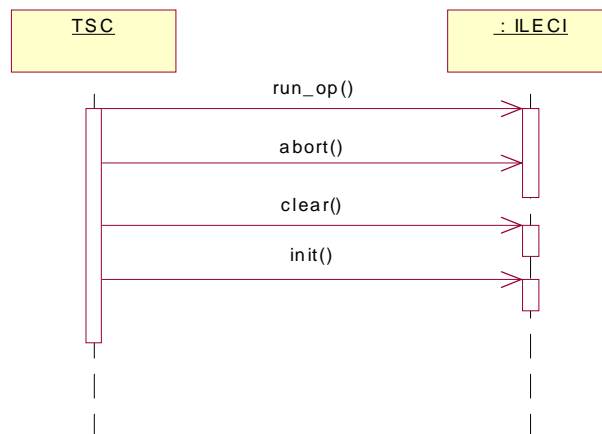 TSC
: ILECI
run_op()
abort()
clear()
init()